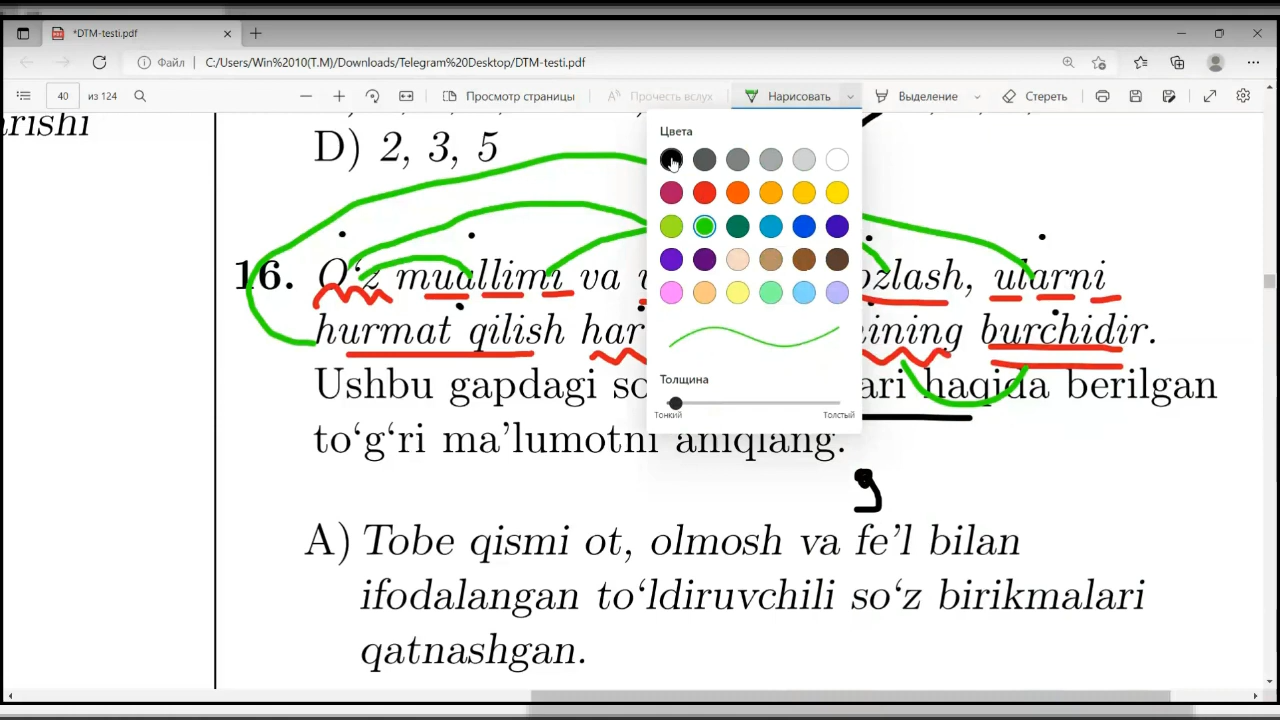 *DTM-testi.pdf
Файл C:/Users/Win%2010(T.M)/Downloads/Telegram%20Desktop/DTM-testi.pdf
40 из 124 Просмотр страницы Прочесть вслух Нарисовать Выделение Стереть
Цвета
Толщина
Тонкий Толстый
arishi
D) 2, 3, 5
16. O‘z muallimi va ozlash, ularni
hurmat qilish har ining burchidir.
Ushbu gapdagi so ari haqida berilgan
to‘g‘ri ma’lumotni aniqlang.
A) Tobe qismi ot, olmosh va fe’l bilan
ifodalangan to‘ldiruvchili so‘z birikmalari
qatnashgan.